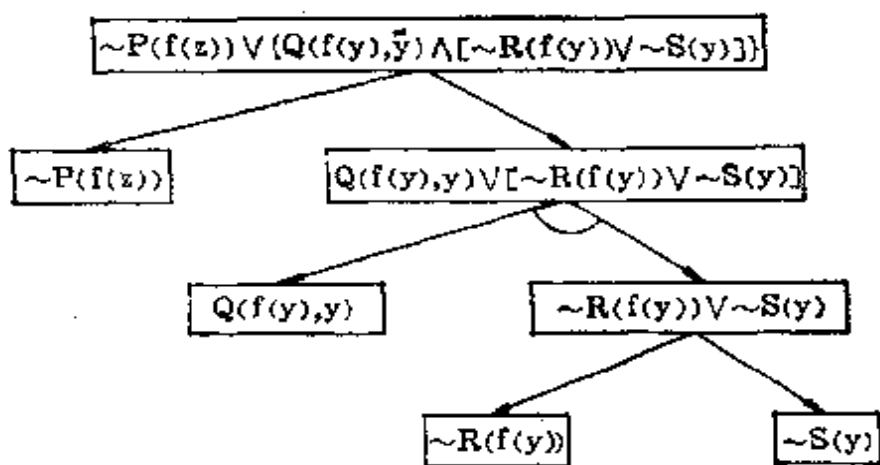 ~P(f(z))∨{Q(f(y),y)∧[~R(f(y))∨~S(y)]}
~P(f(z))
Q(f(y),y)∨[~R(f(y))∨~S(y)]
Q(f(y),y)
~R(f(y))∨~S(y)
~R(f(y))
~S(y)